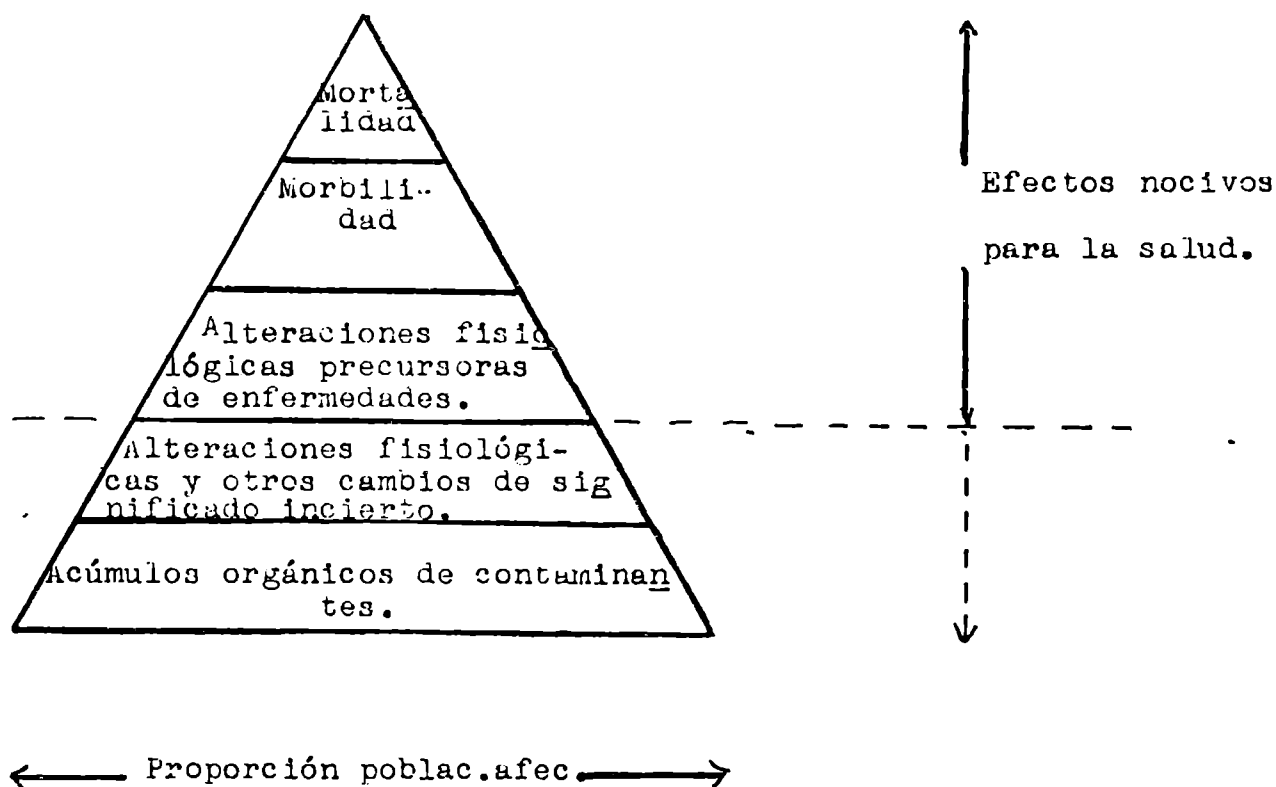 Morta
lidad
Morbili-
dad
Alteraciones fisio
lógicas precursoras
de enfermedades.
Alteraciones fisiológi-
cas y otros cambios de sig
nificado incierto.
Acúmulos orgánicos de contaminan
tes.
Efectos nocivos
para la salud.
Proporción poblac.afec.